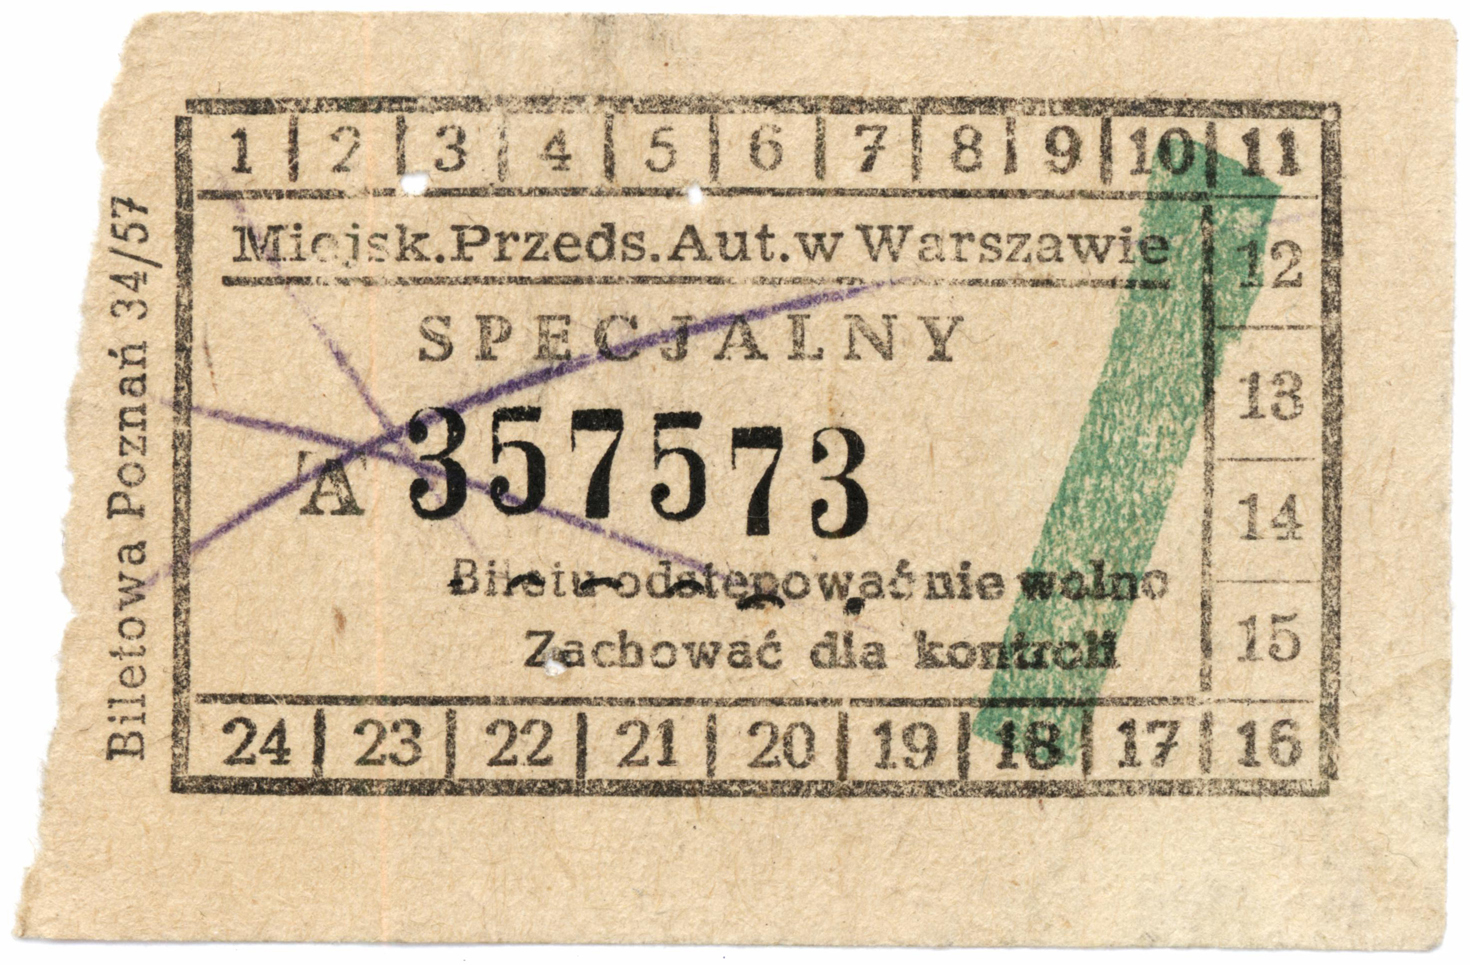 1 2 3 4 5 6 7 8 9 10 11
Miejsk.Przeds.Aut.w Warszawie
12
SPECJALNY
13
A 357573
14
Biletu odstępować nie wolno
15
Zachować dla kontroli
24 23 22 21 20 19 18 17 16
Biletowa Poznań 34/57